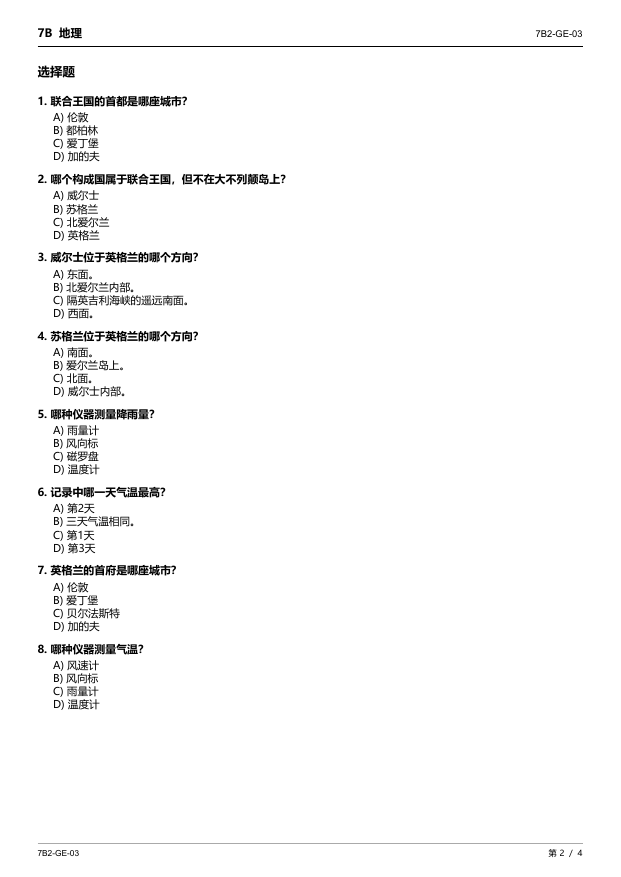 7B 地理
7B2-GE-03
选择题
1. 联合王国的首都是哪座城市？
A) 伦敦
B) 都柏林
C) 爱丁堡
D) 加的夫
2. 哪个构成国属于联合王国，但不在大不列颠岛上？
A) 威尔士
B) 苏格兰
C) 北爱尔兰
D) 英格兰
3. 威尔士位于英格兰的哪个方向？
A) 东面。
B) 北爱尔兰内部。
C) 隔英吉利海峡的遥远南面。
D) 西面。
4. 苏格兰位于英格兰的哪个方向？
A) 南面。
B) 爱尔兰岛上。
C) 北面。
D) 威尔士内部。
5. 哪种仪器测量降雨量？
A) 雨量计
B) 风向标
C) 磁罗盘
D) 温度计
6. 记录中哪一天气温最高？
A) 第2天
B) 三天气温相同。
C) 第1天
D) 第3天
7. 英格兰的首府是哪座城市？
A) 伦敦
B) 爱丁堡
C) 贝尔法斯特
D) 加的夫
8. 哪种仪器测量气温？
A) 风速计
B) 风向标
C) 雨量计
D) 温度计
7B2-GE-03
第 2 / 4